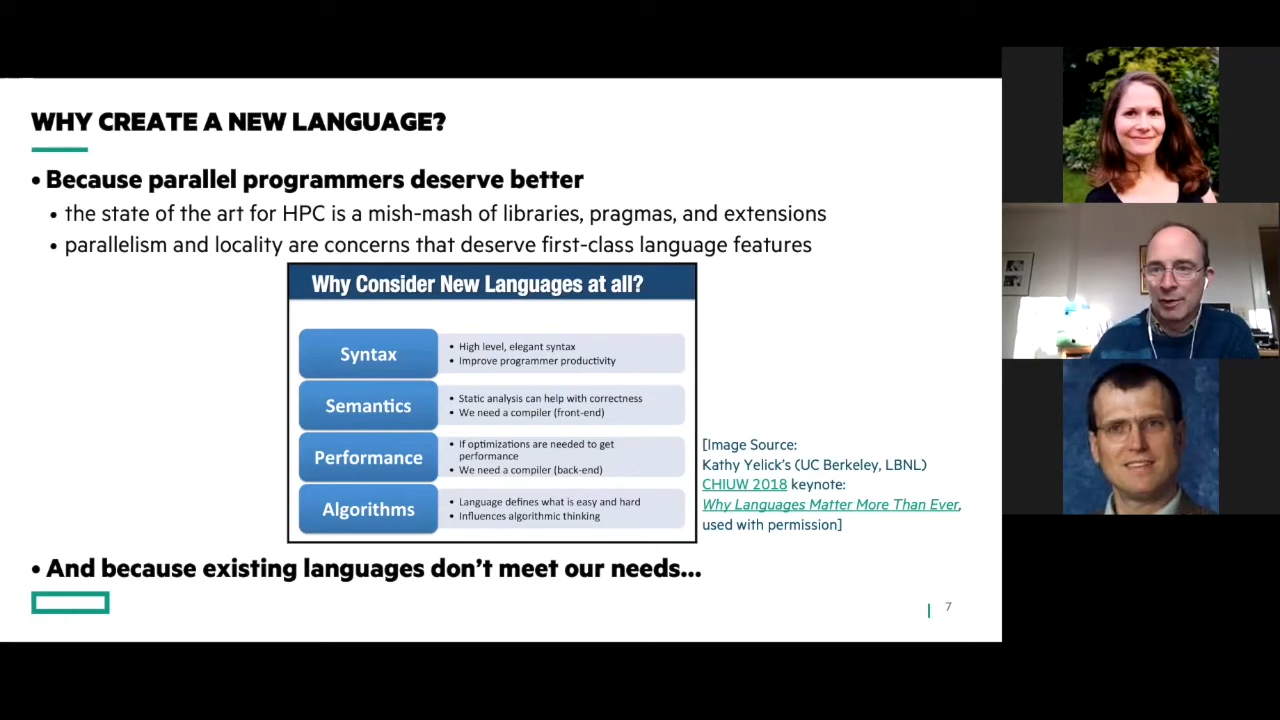 WHY CREATE A NEW LANGUAGE?
• Because parallel programmers deserve better
• the state of the art for HPC is a mish-mash of libraries, pragmas, and extensions
• parallelism and locality are concerns that deserve first-class language features
Why Consider New Languages at all?
Syntax
• High level, elegant syntax
• Improve programmer productivity
Semantics
• Static analysis can help with correctness
• We need a compiler (front-end)
Performance
• If optimizations are needed to get
performance
• We need a compiler (back-end)
Algorithms
• Language defines what is easy and hard
• Influences algorithmic thinking
[Image Source:
Kathy Yelick’s (UC Berkeley, LBNL)
CHIUW 2018 keynote:
Why Languages Matter More Than Ever,
used with permission]
• And because existing languages don’t meet our needs...
7